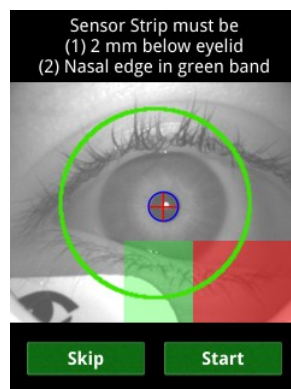 Sensor Strip must be
(1) 2 mm below eyelid
(2) Nasal edge in green band
Skip
Start